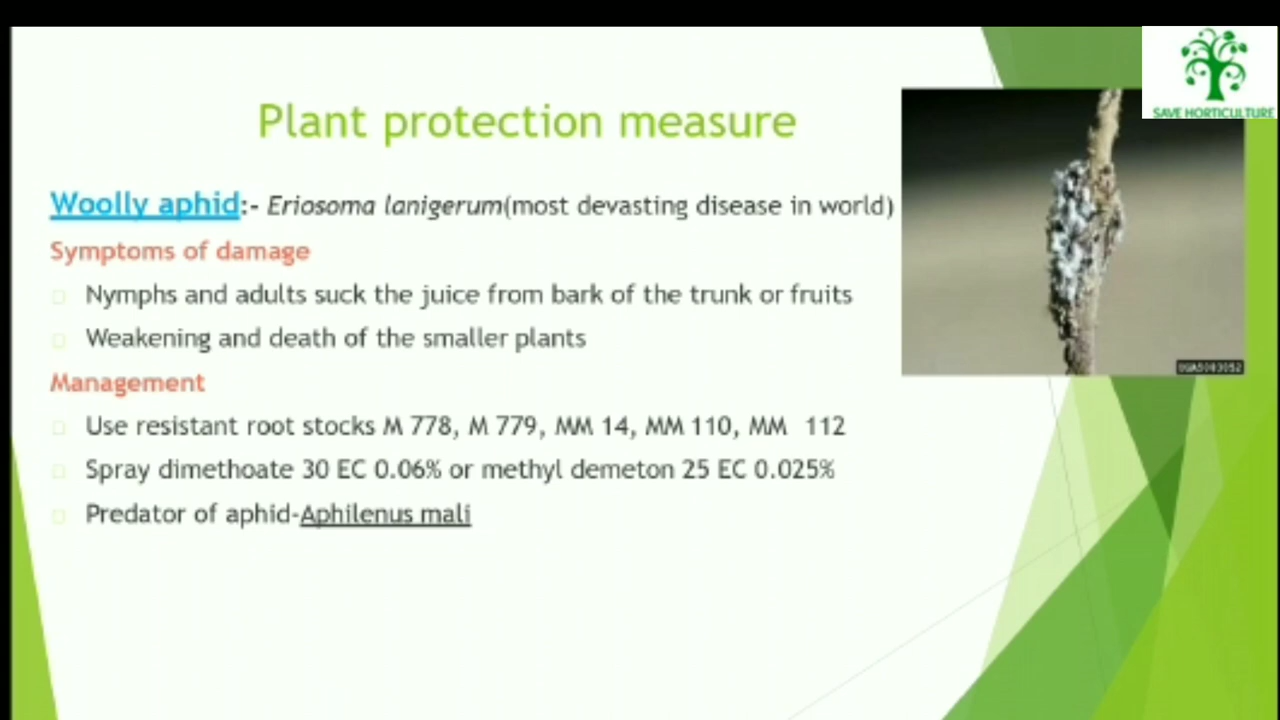 SAVE HORTICULTURE
Plant protection measure
Woolly aphid:- Eriosoma lanigerum(most devasting disease in world)
Symptoms of damage
Nymphs and adults suck the juice from bark of the trunk or fruits
Weakening and death of the smaller plants
Management
Use resistant root stocks M 778, M 779, MM 14, MM 110, MM 112
Spray dimethoate 30 EC 0.06% or methyl demeton 25 EC 0.025%
Predator of aphid-Aphilenus mali